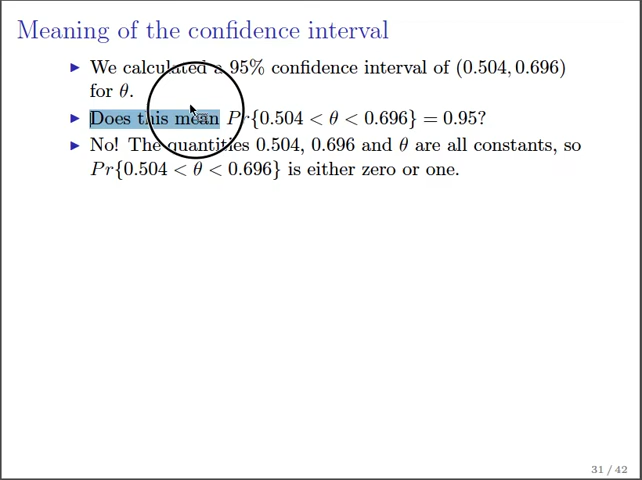 Meaning of the confidence interval
▶ We calculated a 95% confidence interval of (0.504, 0.696)
for θ.
▶ Does this mean Pr{0.504 < θ < 0.696} = 0.95?
▶ No! The quantities 0.504, 0.696 and θ are all constants, so
Pr{0.504 < θ < 0.696} is either zero or one.
31 / 42